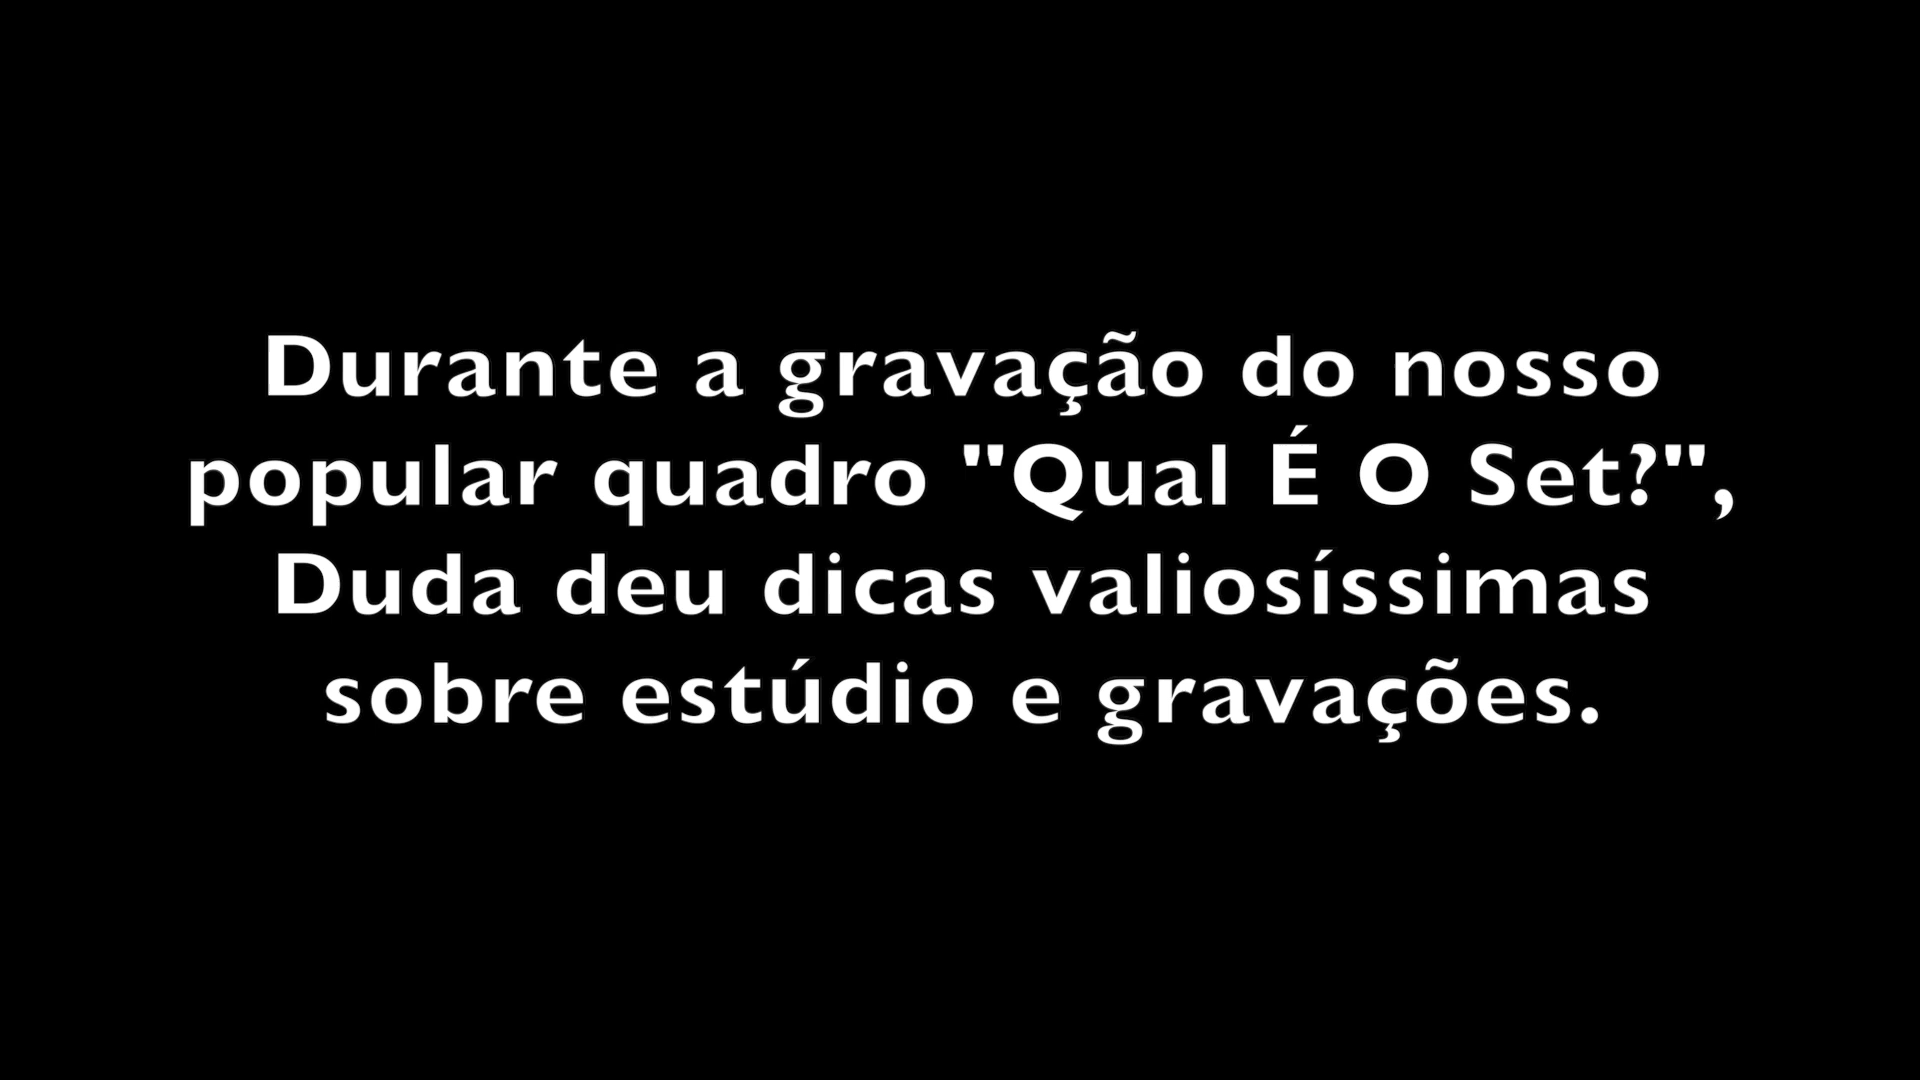 Durante a gravação do nosso
popular quadro "Qual É O Set?",
Duda deu dicas valiosíssimas
sobre estúdio e gravações.